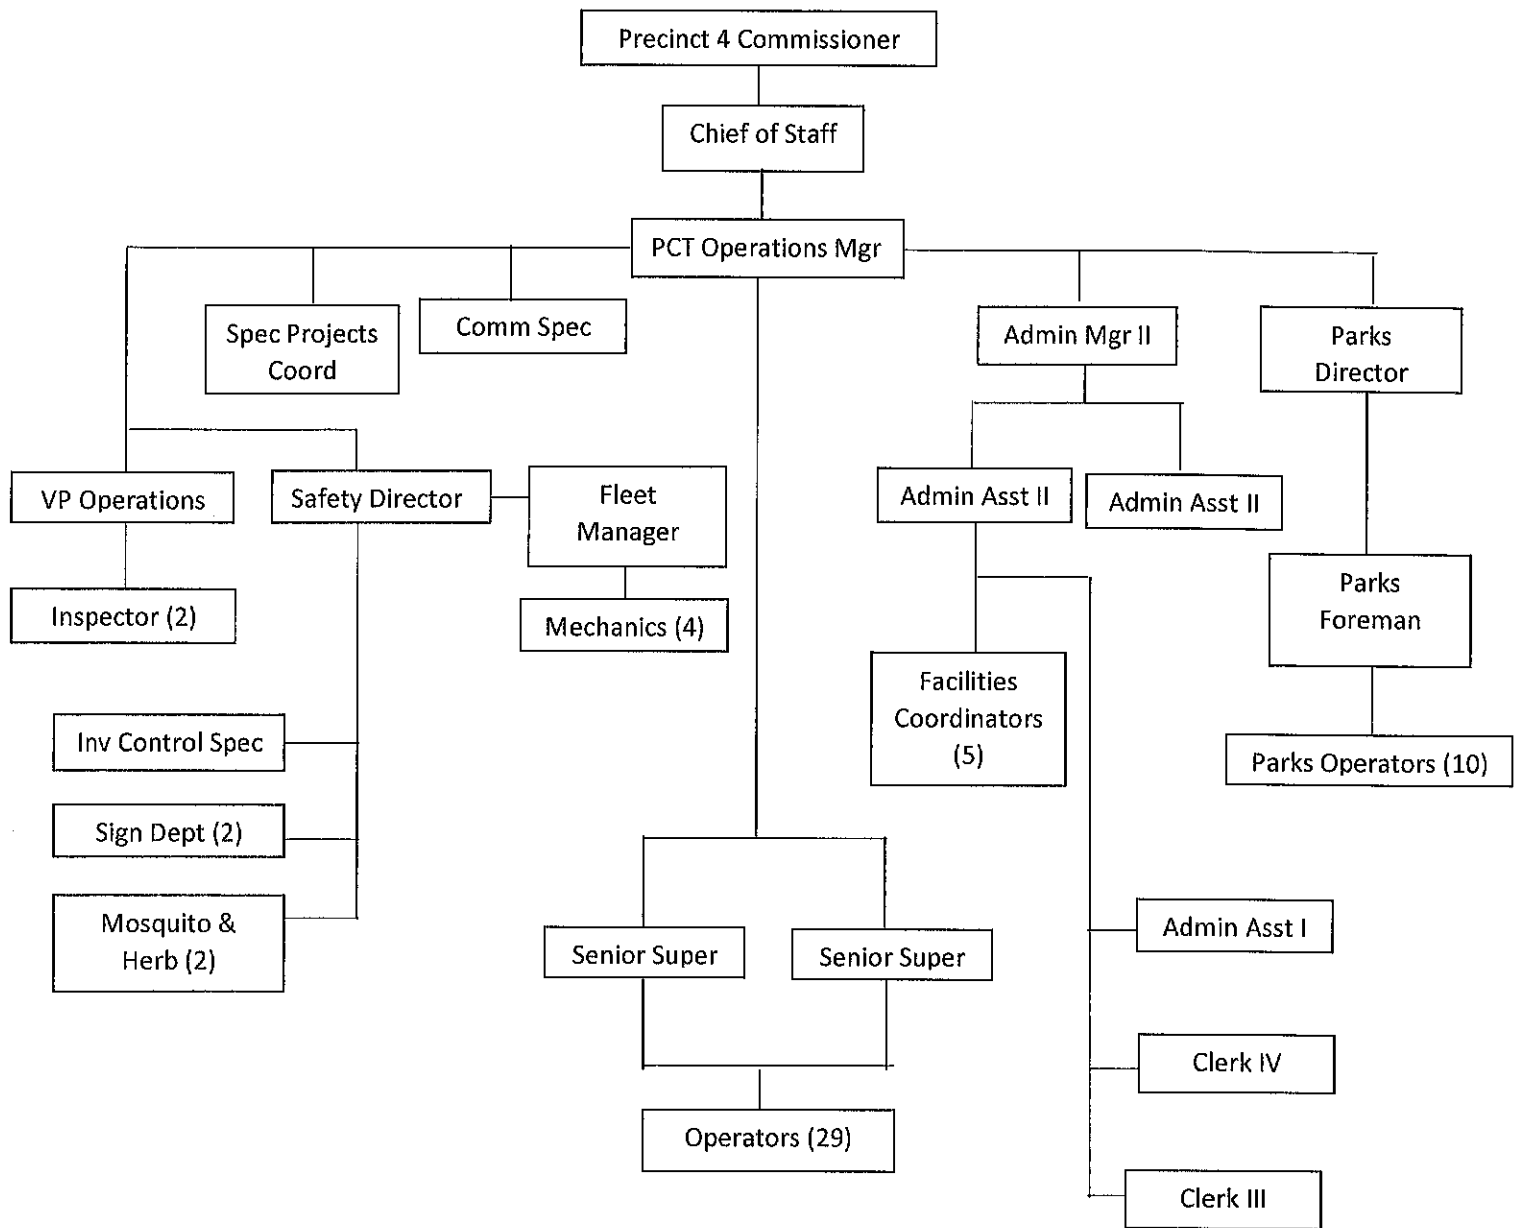 Precinct 4 Commissioner
Chief of Staff
PCT Operations Mgr
Spec Projects
Coord
Comm Spec
Admin Mgr II
Parks
Director
VP Operations
Safety Director
Fleet
Manager
Admin Asst II
Admin Asst II
Inspector (2)
Mechanics (4)
Parks
Foreman
Facilities
Coordinators
(5)
Inv Control Spec
Parks Operators (10)
Sign Dept (2)
Mosquito &
Herb (2)
Senior Super
Senior Super
Admin Asst I
Clerk IV
Operators (29)
Clerk III